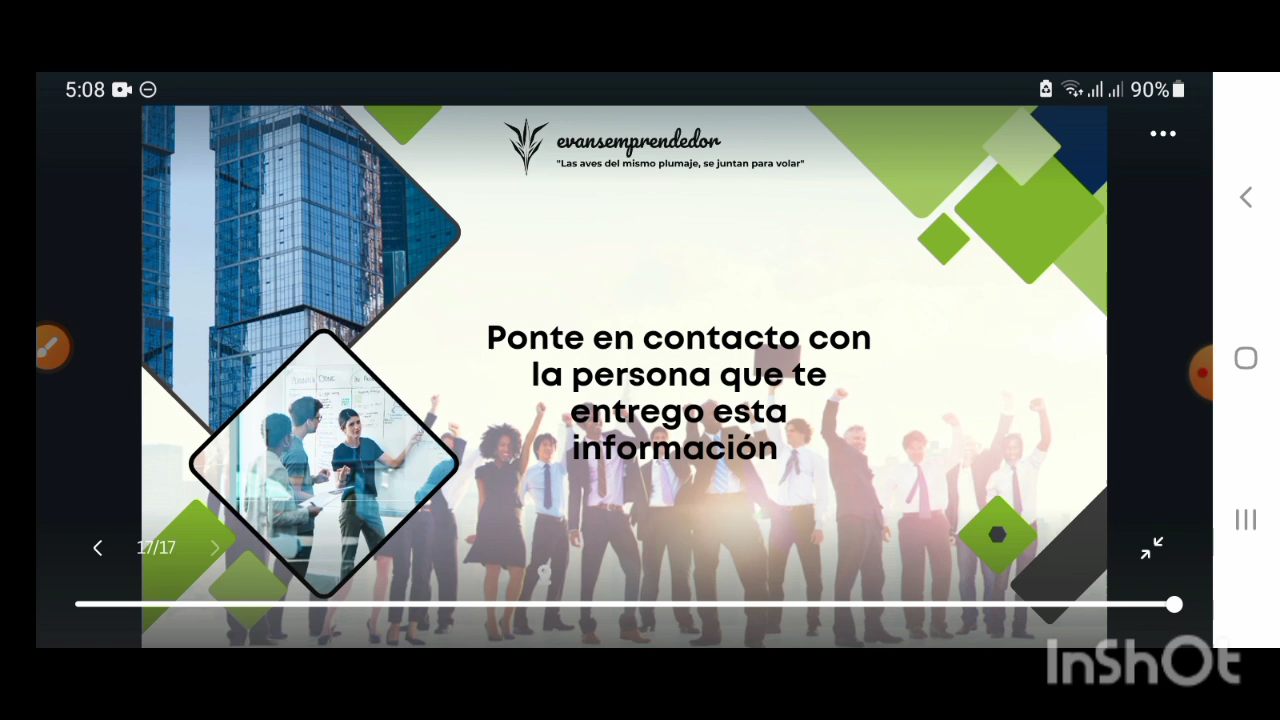 5:08
90%
evansemprendedor
"Las aves del mismo plumaje, se juntan para volar"
Ponte en contacto con
la persona que te
entrego esta
información
17/17
InShOt